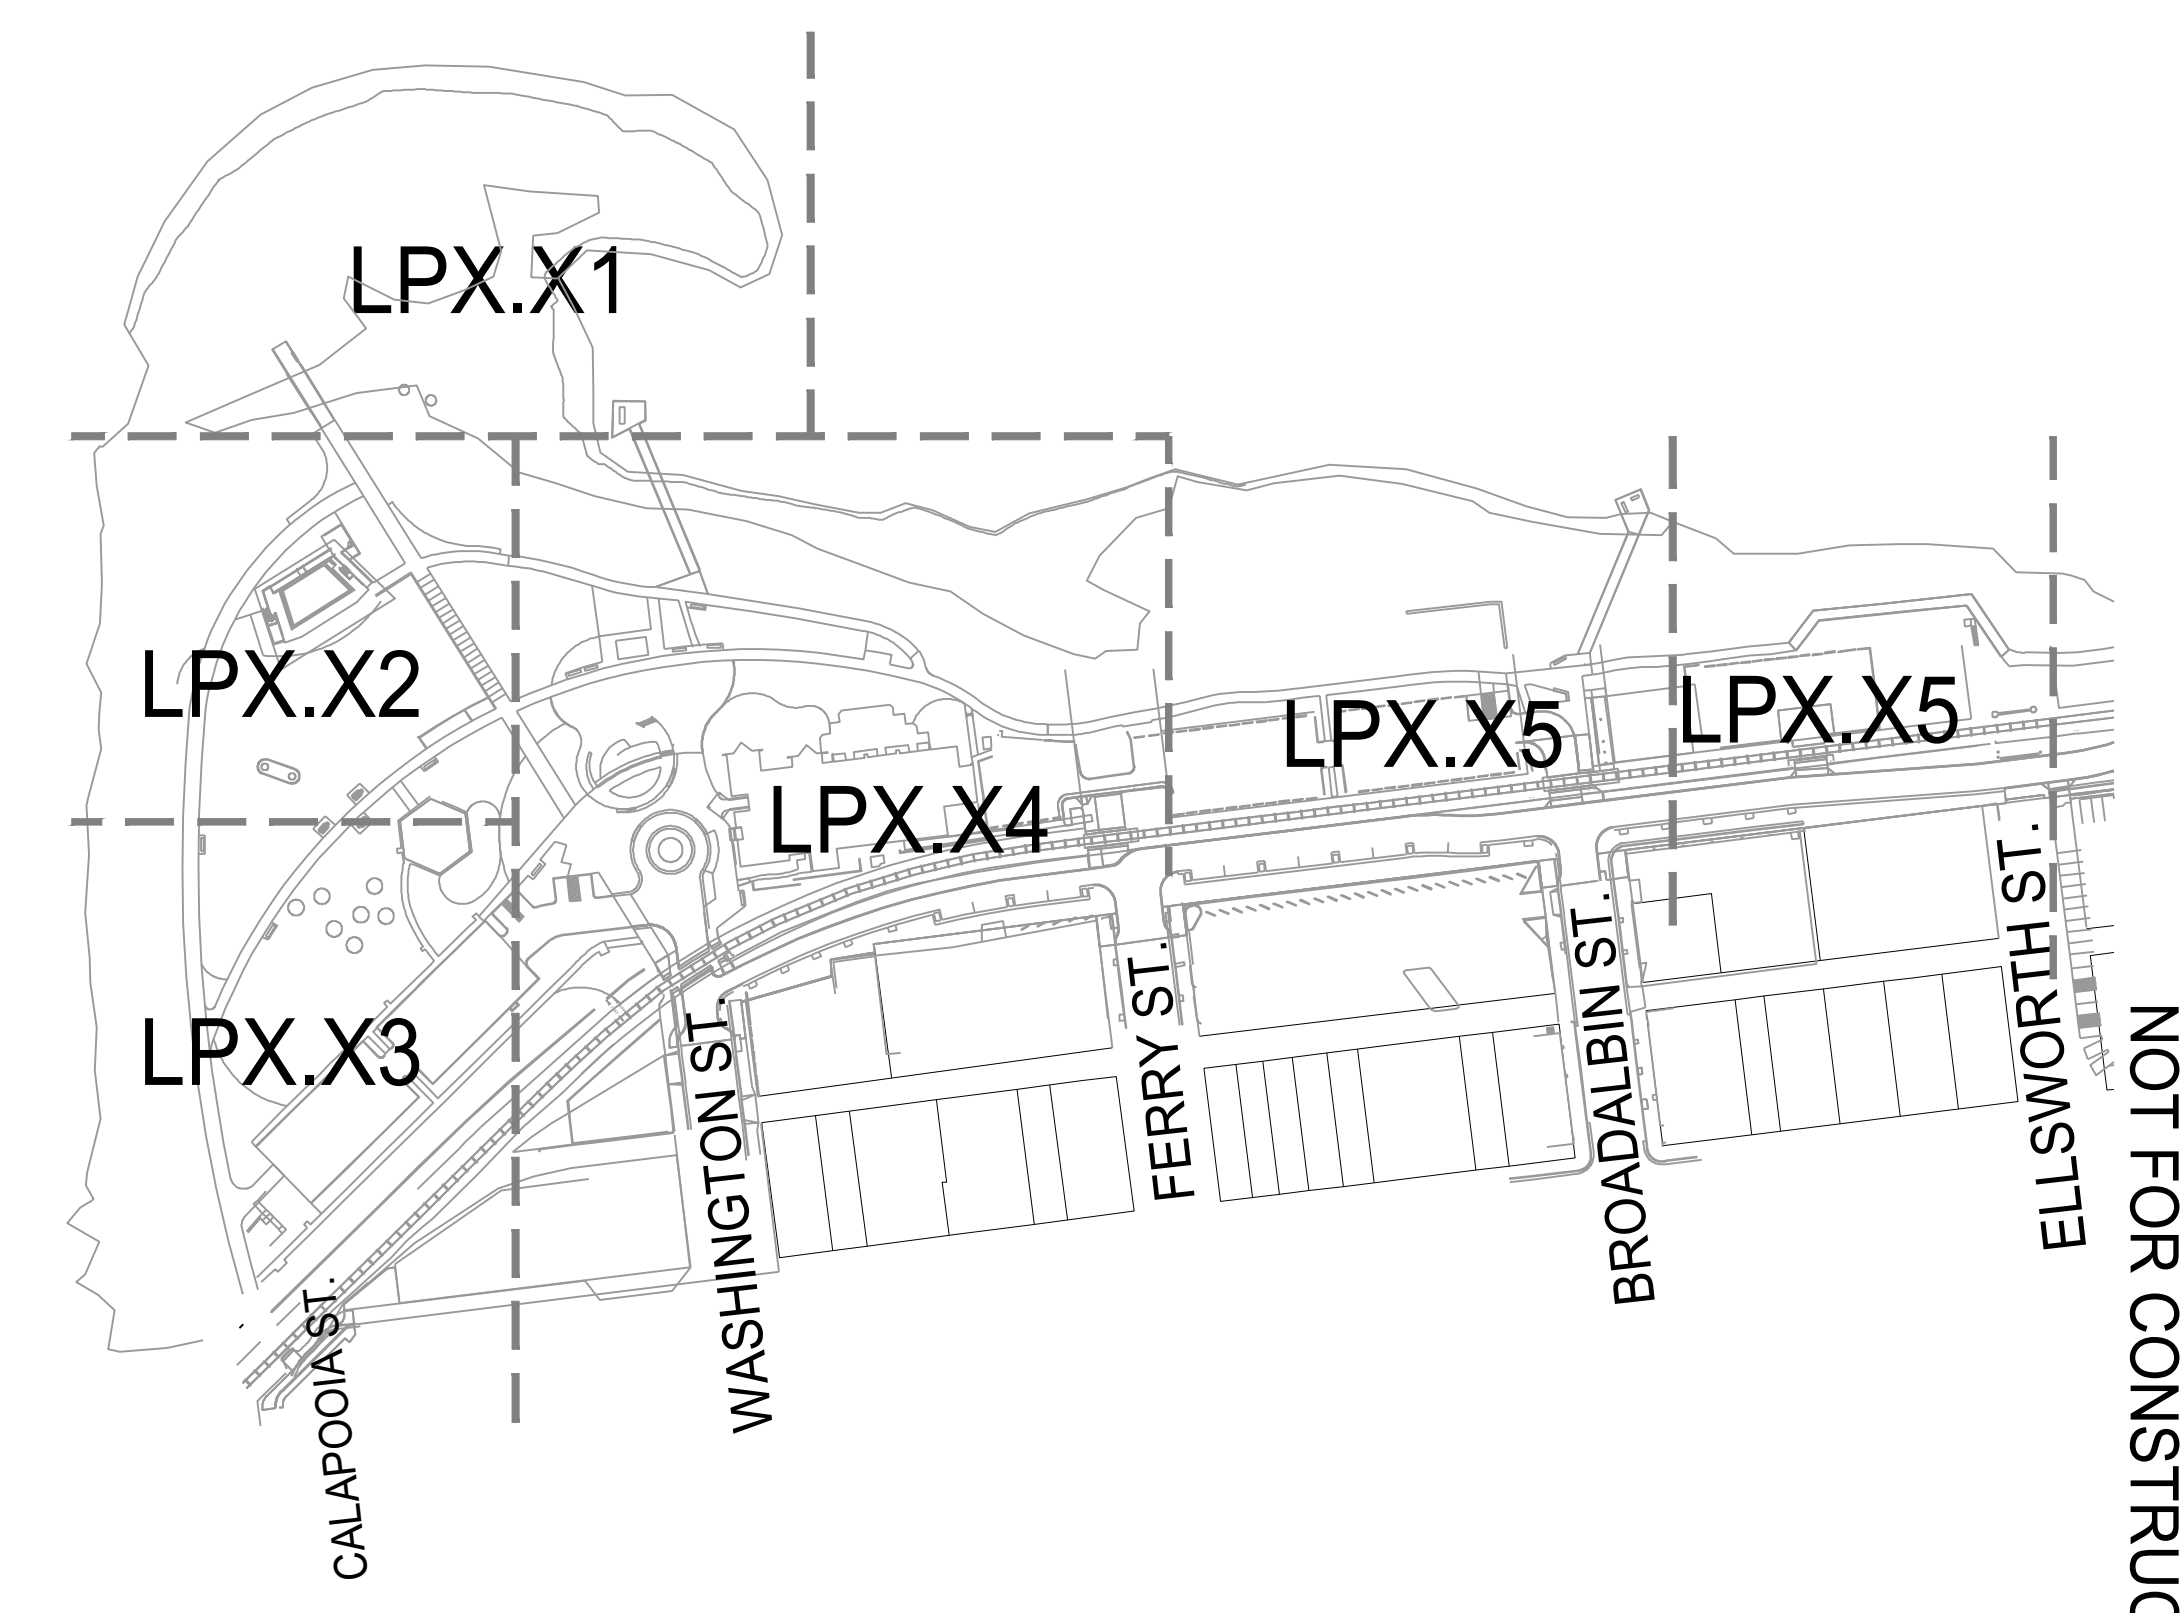 LPX.X1
LPX.X2
LPX.X5
LPX.X5
LPX.X4
LPX.X3
CALAPOOIA ST.
WASHINGTON ST.
FERRY ST.
BROADALBIN ST.
ELLSWORTH ST.
NOT FOR